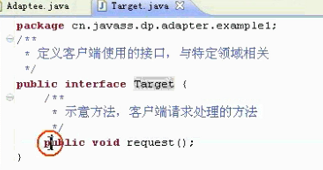 Adaptee.java Target.java
package cn.javass.dp.adapter.example1;
/**
* 定义客户端使用的接口，与特定领域相关
*/
public interface Target {
/**
* 示意方法，客户端请求处理的方法
*/
public void request();
}